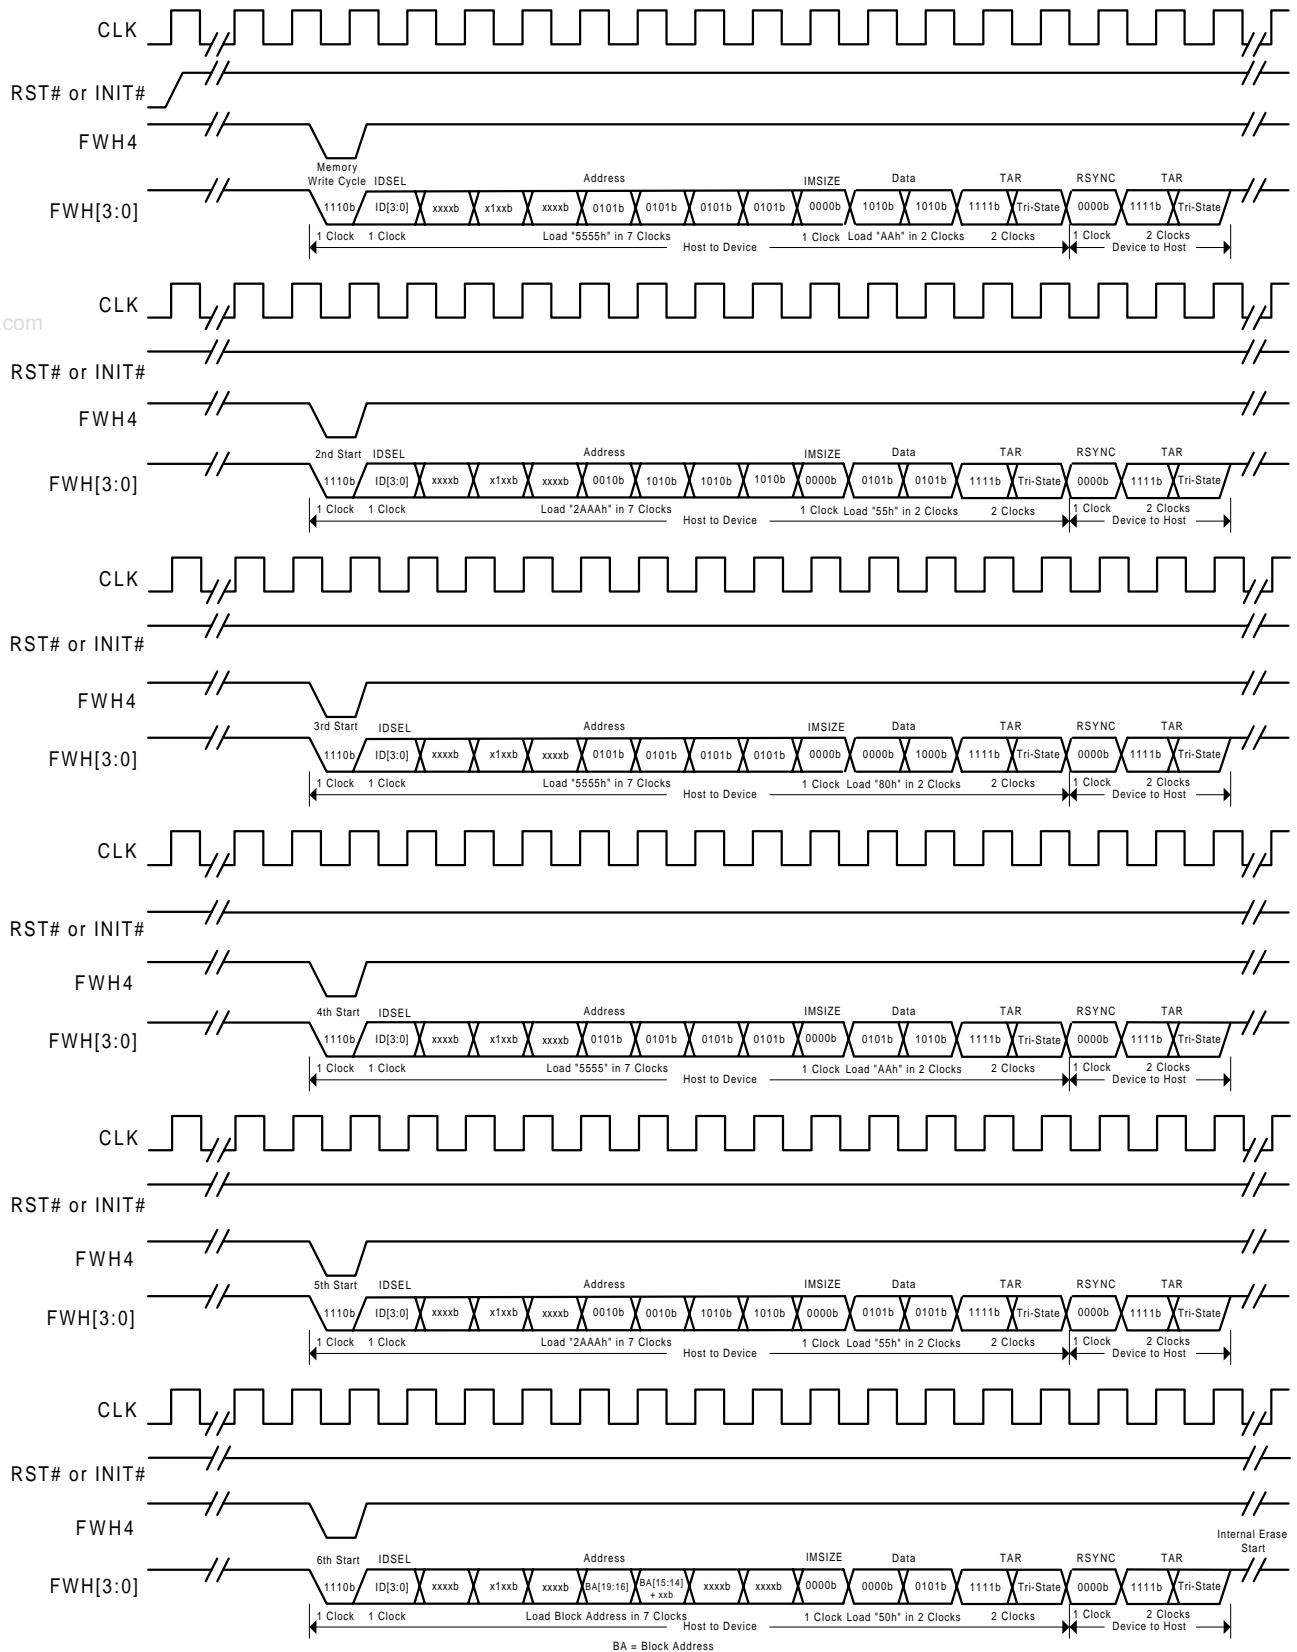 CLK
RST# or INIT#
FWH4
Memory
Write Cycle IDSEL Address IMSIZE Data TAR RSYNC TAR
FWH[3:0] 1110b ID[3:0] xxxxb x1xxb xxxxb 0101b 0101b 0101b 0101b 0000b 1010b 1010b 1111b Tri-State 0000b 1111b Tri-State
1 Clock 1 Clock Load "5555h" in 7 Clocks 1 Clock Load "AAh" in 2 Clocks 2 Clocks 1 Clock 2 Clocks
Host to Device Device to Host
CLK
.com
RST# or INIT#
FWH4
2nd Start IDSEL Address IMSIZE Data TAR RSYNC TAR
FWH[3:0] 1110b ID[3:0] xxxxb x1xxb xxxxb 0010b 1010b 1010b 1010b 0000b 0101b 0101b 1111b Tri-State 0000b 1111b Tri-State
1 Clock 1 Clock Load "2AAAh" in 7 Clocks 1 Clock Load "55h" in 2 Clocks 2 Clocks 1 Clock 2 Clocks
Host to Device Device to Host
CLK
RST# or INIT#
FWH4
3rd Start IDSEL Address IMSIZE Data TAR RSYNC TAR
FWH[3:0] 1110b ID[3:0] xxxxb x1xxb xxxxb 0101b 0101b 0101b 0101b 0000b 0000b 1000b 1111b Tri-State 0000b 1111b Tri-State
1 Clock 1 Clock Load "5555h" in 7 Clocks 1 Clock Load "80h" in 2 Clocks 2 Clocks 1 Clock 2 Clocks
Host to Device Device to Host
CLK
RST# or INIT#
FWH4
4th Start IDSEL Address IMSIZE Data TAR RSYNC TAR
FWH[3:0] 1110b ID[3:0] xxxxb x1xxb xxxxb 0101b 0101b 0101b 0101b 0000b 0101b 1010b 1111b Tri-State 0000b 1111b Tri-State
1 Clock 1 Clock Load "5555" in 7 Clocks 1 Clock Load "AAh" in 2 Clocks 2 Clocks 1 Clock 2 Clocks
Host to Device Device to Host
CLK
RST# or INIT#
FWH4
5th Start IDSEL Address IMSIZE Data TAR RSYNC TAR
FWH[3:0] 1110b ID[3:0] xxxxb x1xxb xxxxb 0010b 0010b 1010b 1010b 0000b 0101b 0101b 1111b Tri-State 0000b 1111b Tri-State
1 Clock 1 Clock Load "2AAAh" in 7 Clocks 1 Clock Load "55h" in 2 Clocks 2 Clocks 1 Clock 2 Clocks
Host to Device Device to Host
CLK
RST# or INIT#
FWH4
Internal Erase
Start
6th Start IDSEL Address IMSIZE Data TAR RSYNC TAR
FWH[3:0] 1110b ID[3:0] xxxxb x1xxb xxxxb BA[19:16] BA[15:14] + xxb xxxxb xxxxb 0000b 0000b 0101b 1111b Tri-State 0000b 1111b Tri-State
1 Clock 1 Clock Load Block Address in 7 Clocks 1 Clock Load "50h" in 2 Clocks 2 Clocks 1 Clock 2 Clocks
Host to Device Device to Host
BA = Block Address